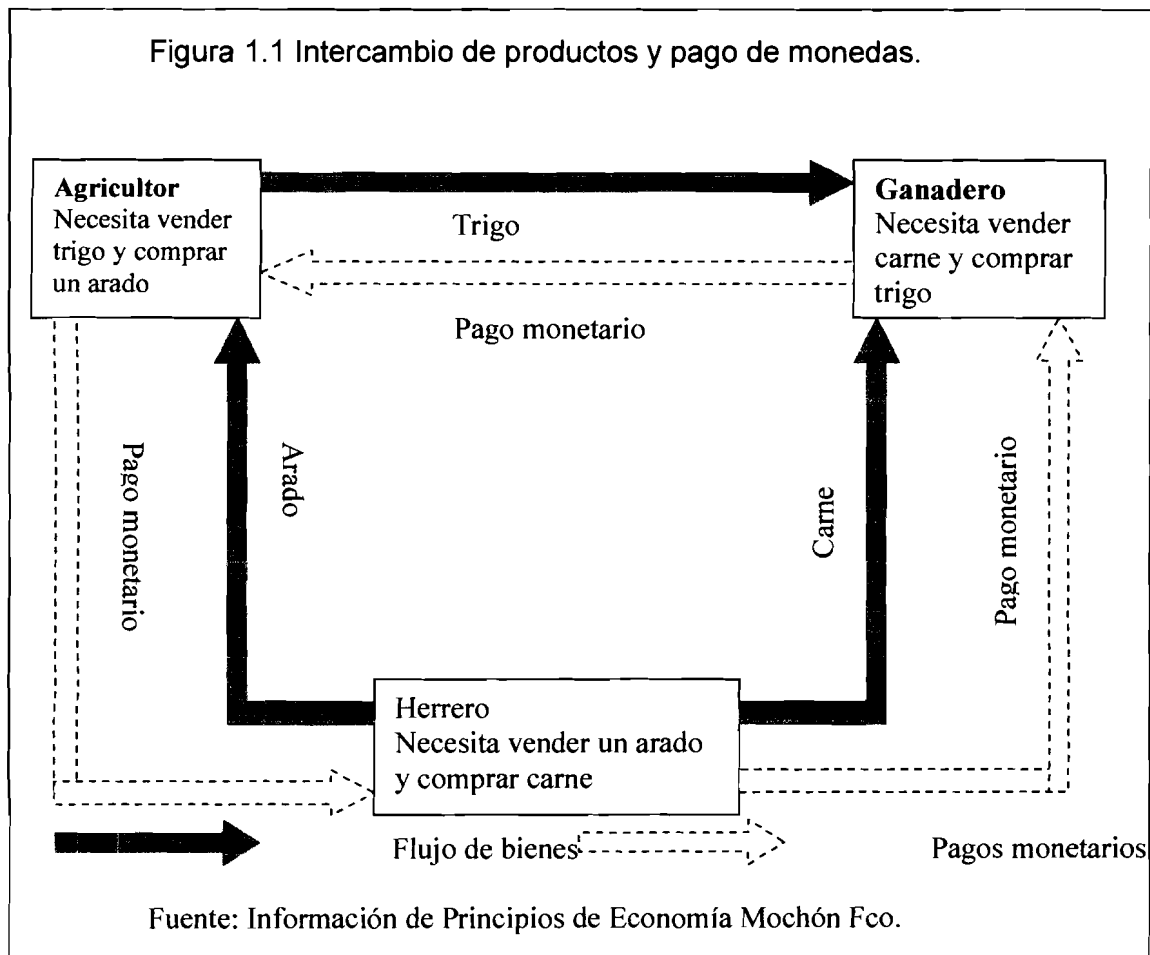 Figura 1.1 Intercambio de productos y pago de monedas.
Agricultor
Necesita vender
trigo y comprar
un arado
Trigo
Pago monetario
Ganadero
Necesita vender
carne y comprar
trigo
Pago monetario
Arado
Carne
Pago monetario
Herrero
Necesita vender un arado
y comprar carne
Flujo de bienes
Pagos monetarios
Fuente: Información de Principios de Economía Mochón Fco.